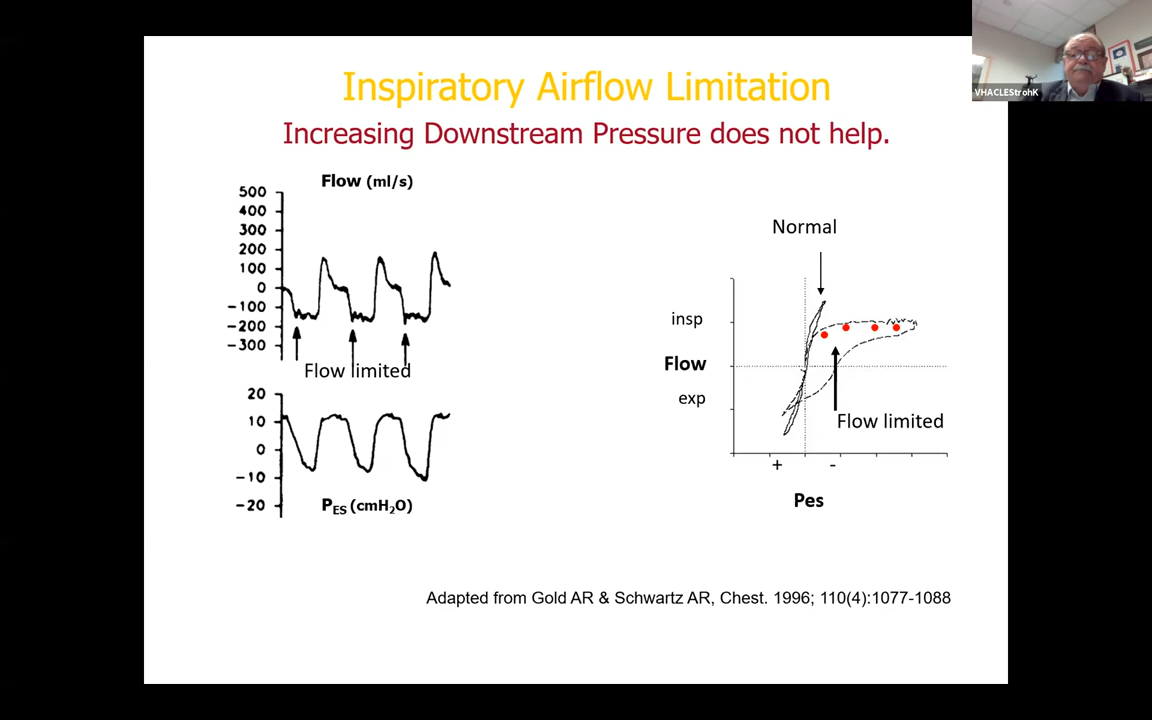 VHACLEStrohK
Inspiratory Airflow Limitation
Increasing Downstream Pressure does not help.
Flow (ml/s)
500
400
300
200
100
0
-100
-200
-300
Flow limited
20
10
0
-10
-20
PES (cmH2O)
Normal
insp
Flow
exp
Flow limited
+
-
Pes
Adapted from Gold AR & Schwartz AR, Chest. 1996; 110(4):1077-1088